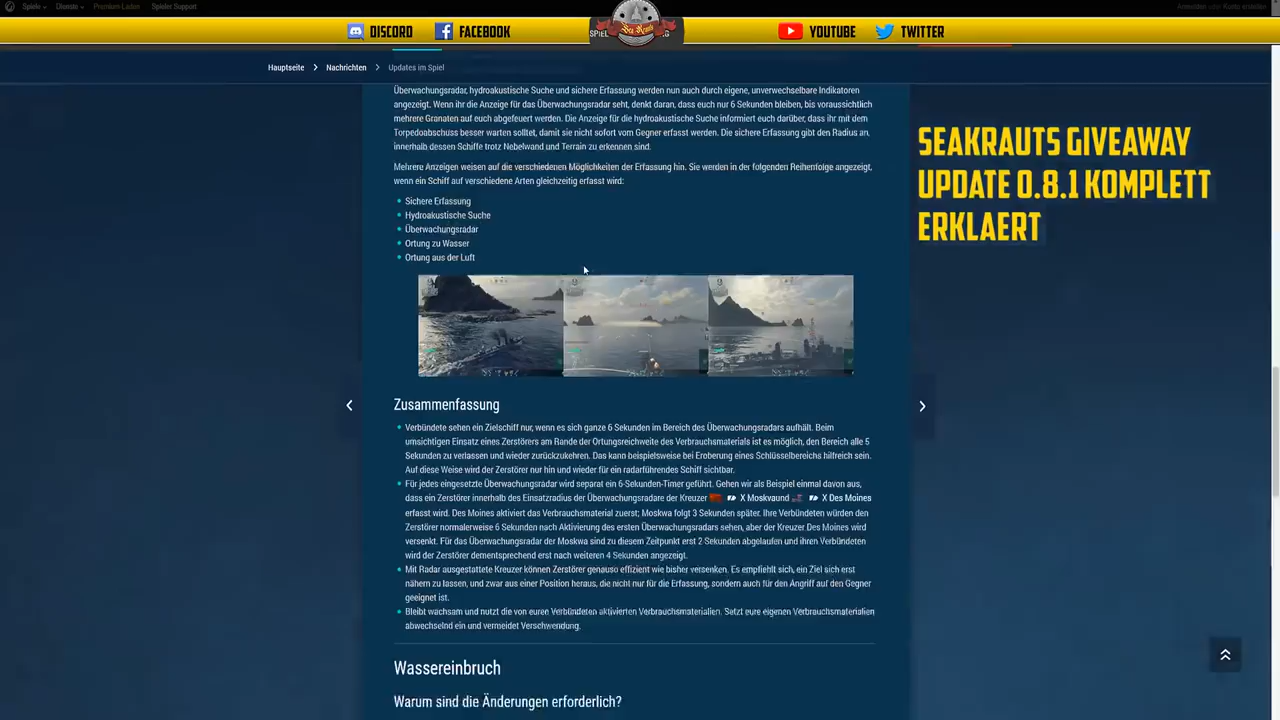 Spiele
Dienste
Premium-Laden
Spieler Support
Anmelden oder Konto erstellen
DISCORD
FACEBOOK
SPIEL
Sea Krauts
G
YOUTUBE
TWITTER
Hauptseite
Nachrichten
Updates im Spiel
Überwachungsradar, hydroakustische Suche und sichere Erfassung werden nun auch durch eigene, unverwechselbare Indikatoren
angezeigt. Wenn ihr die Anzeige für das Überwachungsradar seht, denkt daran, dass euch nur 6 Sekunden bleiben, bis voraussichtlich
mehrere Granaten auf euch abgefeuert werden. Die Anzeige für die hydroakustische Suche informiert euch darüber, dass ihr mit dem
Torpedoabschuss besser warten solltet, damit sie nicht sofort vom Gegner erfasst werden. Die sichere Erfassung gibt den Radius an,
innerhalb dessen Schiffe trotz Nebelwand und Terrain zu erkennen sind.
Mehrere Anzeigen weisen auf die verschiedenen Möglichkeiten der Erfassung hin. Sie werden in der folgenden Reihenfolge angezeigt,
wenn ein Schiff auf verschiedene Arten gleichzeitig erfasst wird:
Sichere Erfassung
Hydroakustische Suche
Überwachungsradar
Ortung zu Wasser
Ortung aus der Luft
SEAKRAUTS GIVEAWAY
UPDATE 0.8.1 KOMPLETT
ERKLAERT
Zusammenfassung
Verbündete sehen ein Zielschiff nur, wenn es sich ganze 6 Sekunden im Bereich des Überwachungsradars aufhält. Beim
umsichtigen Einsatz eines Zerstörers am Rande der Ortungsreichweite des Verbrauchsmaterials ist es möglich, den Bereich alle 5
Sekunden zu verlassen und wieder zurückzukehren. Das kann beispielsweise bei Eroberung eines Schlüsselbereichs hilfreich sein.
Auf diese Weise wird der Zerstörer nur hin und wieder für ein radarführendes Schiff sichtbar.
Für jedes eingesetzte Überwachungsradar wird separat ein 6-Sekunden-Timer geführt. Gehen wir als Beispiel einmal davon aus,
dass ein Zerstörer innerhalb des Einsatzradius der Überwachungsradare der Kreuzer X Moskvaund X Des Moines
erfasst wird. Des Moines aktiviert das Verbrauchsmaterial zuerst; Moskwa folgt 3 Sekunden später. Ihre Verbündeten würden den
Zerstörer normalerweise 6 Sekunden nach Aktivierung des ersten Überwachungsradars sehen, aber der Kreuzer Des Moines wird
versenkt. Für das Überwachungsradar der Moskwa sind zu diesem Zeitpunkt erst 2 Sekunden abgelaufen und ihren Verbündeten
wird der Zerstörer dementsprechend erst nach weiteren 4 Sekunden angezeigt.
Mit Radar ausgestattete Kreuzer können Zerstörer genauso effizient wie bisher versenken. Es empfiehlt sich, ein Ziel sich erst
nähern zu lassen, und zwar aus einer Position heraus, die nicht nur für die Erfassung, sondern auch für den Angriff auf den Gegner
geeignet ist.
Bleibt wachsam und nutzt die von euren Verbündeten aktivierten Verbrauchsmaterialien. Setzt eure eigenen Verbrauchsmaterialien
abwechselnd ein und vermeidet Verschwendung.
Wassereinbruch
Warum sind die Änderungen erforderlich?